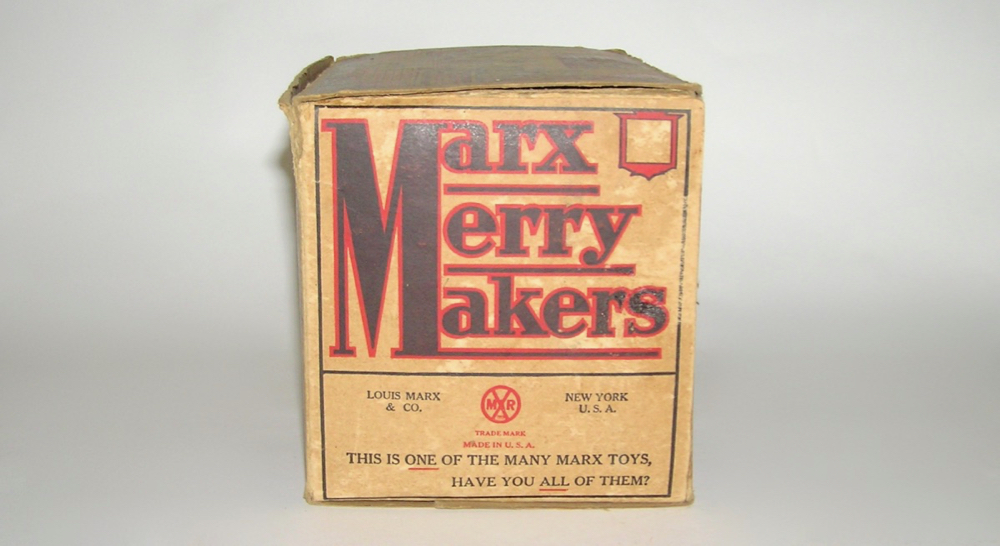 Marx
Merry
Makers
LOUIS MARX
& CO.
MXR
NEW YORK
U. S. A.
TRADE MARK
MADE IN U. S. A.
THIS IS ONE OF THE MANY MARX TOYS,
HAVE YOU ALL OF THEM?